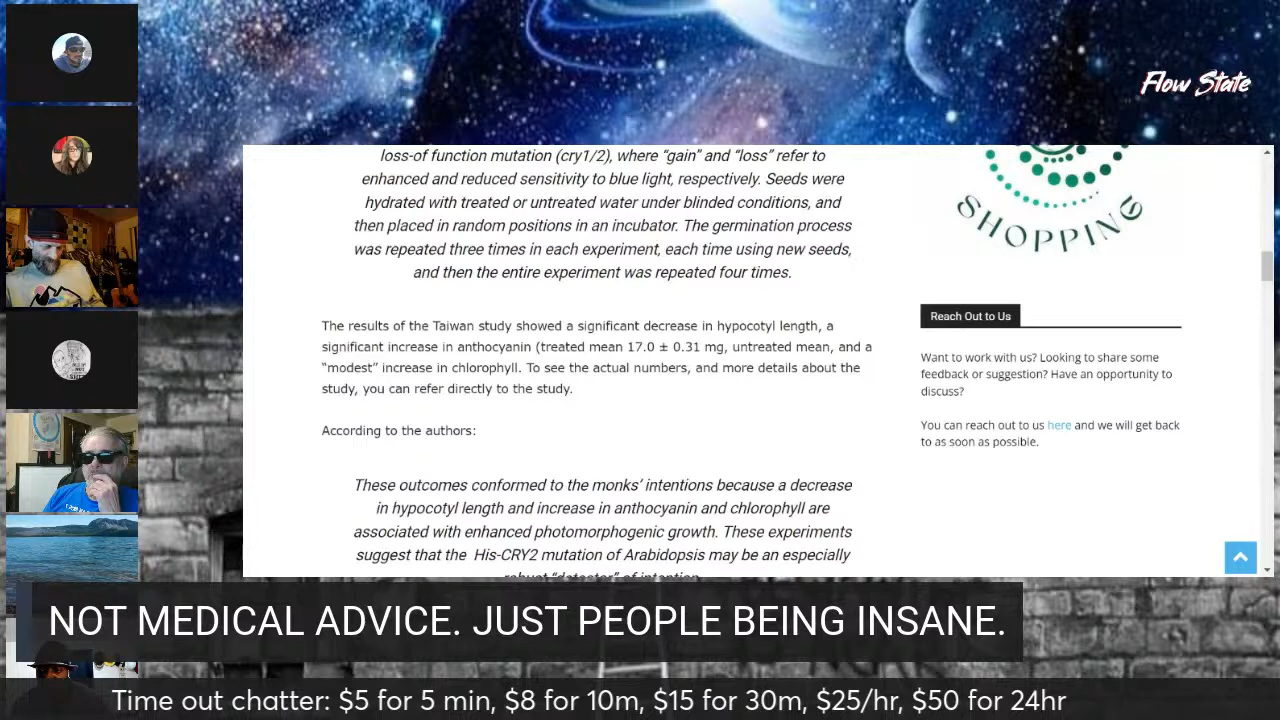 Flow State
loss-of function mutation (cry1/2), where “gain” and “loss” refer to
enhanced and reduced sensitivity to blue light, respectively. Seeds were
hydrated with treated or untreated water under blinded conditions, and
then placed in random positions in an incubator. The germination process
was repeated three times in each experiment, each time using new seeds,
and then the entire experiment was repeated four times.
The results of the Taiwan study showed a significant decrease in hypocotyl length, a
significant increase in anthocyanin (treated mean 17.0 ± 0.31 mg, untreated mean, and a
“modest” increase in chlorophyll. To see the actual numbers, and more details about the
study, you can refer directly to the study.
According to the authors:
These outcomes conformed to the monks’ intentions because a decrease
in hypocotyl length and increase in anthocyanin and chlorophyll are
associated with enhanced photomorphogenic growth. These experiments
suggest that the His-CRY2 mutation of Arabidopsis may be an especially
robust “detector” of intention
SHOPPING
Reach Out to Us
Want to work with us? Looking to share some
feedback or suggestion? Have an opportunity to
discuss?
You can reach out to us here and we will get back
to as soon as possible.
NOT MEDICAL ADVICE. JUST PEOPLE BEING INSANE.
Time out chatter: $5 for 5 min, $8 for 10m, $15 for 30m, $25/hr, $50 for 24hr